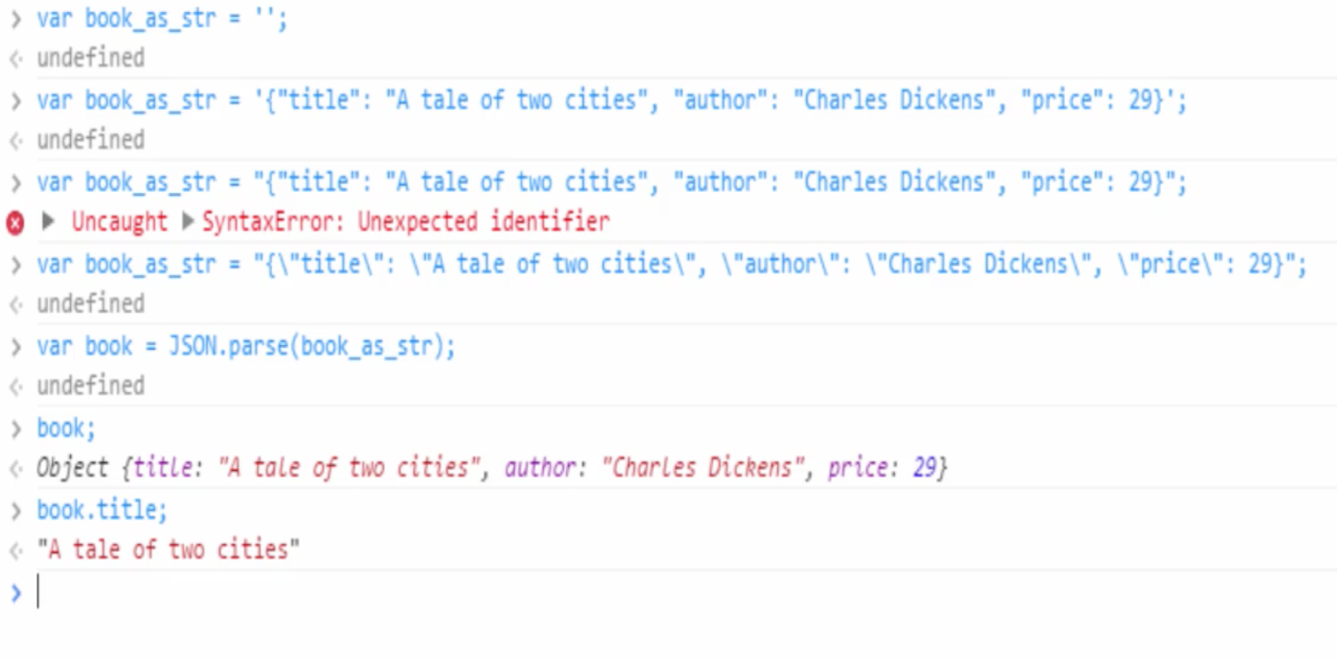 > var book_as_str = '';
< undefined
> var book_as_str = '{"title": "A tale of two cities", "author": "Charles Dickens", "price": 29}';
< undefined
> var book_as_str = "{"title": "A tale of two cities", "author": "Charles Dickens", "price": 29}";
▶ Uncaught ▶ SyntaxError: Unexpected identifier
> var book_as_str = "{\"title\": \"A tale of two cities\", \"author\": \"Charles Dickens\", \"price\": 29}";
< undefined
> var book = JSON.parse(book_as_str);
< undefined
> book;
< Object {title: "A tale of two cities", author: "Charles Dickens", price: 29}
> book.title;
< "A tale of two cities"
>